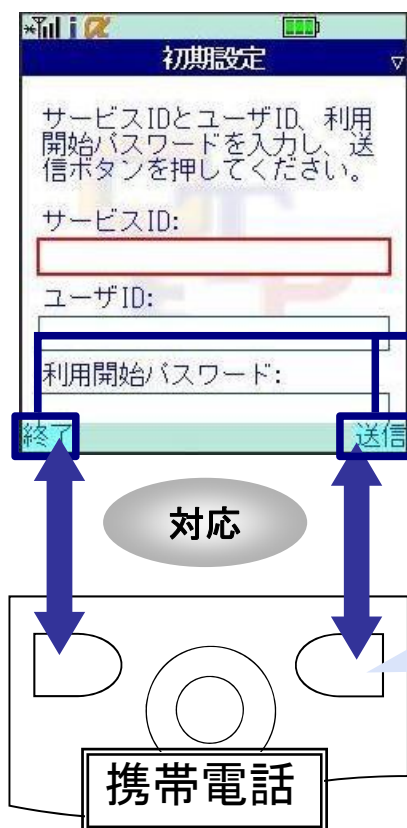 初期設定
サービスIDとユーザID、利用
開始パスワードを入力し、送
信ボタンを押してください。
サービスID:
ユーザID:
利用開始パスワード:
終了
送信
対応
携帯電話